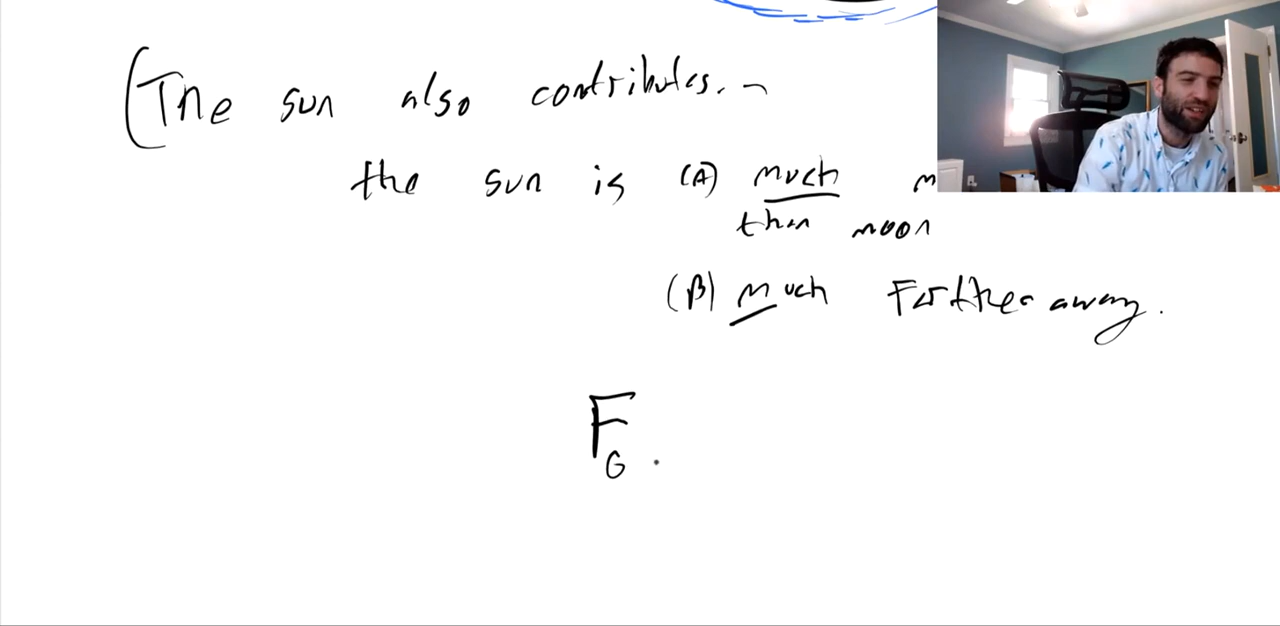 (The sun also contributes. ~
the sun is (A) much m
than moon
(B) much further away.
F_G